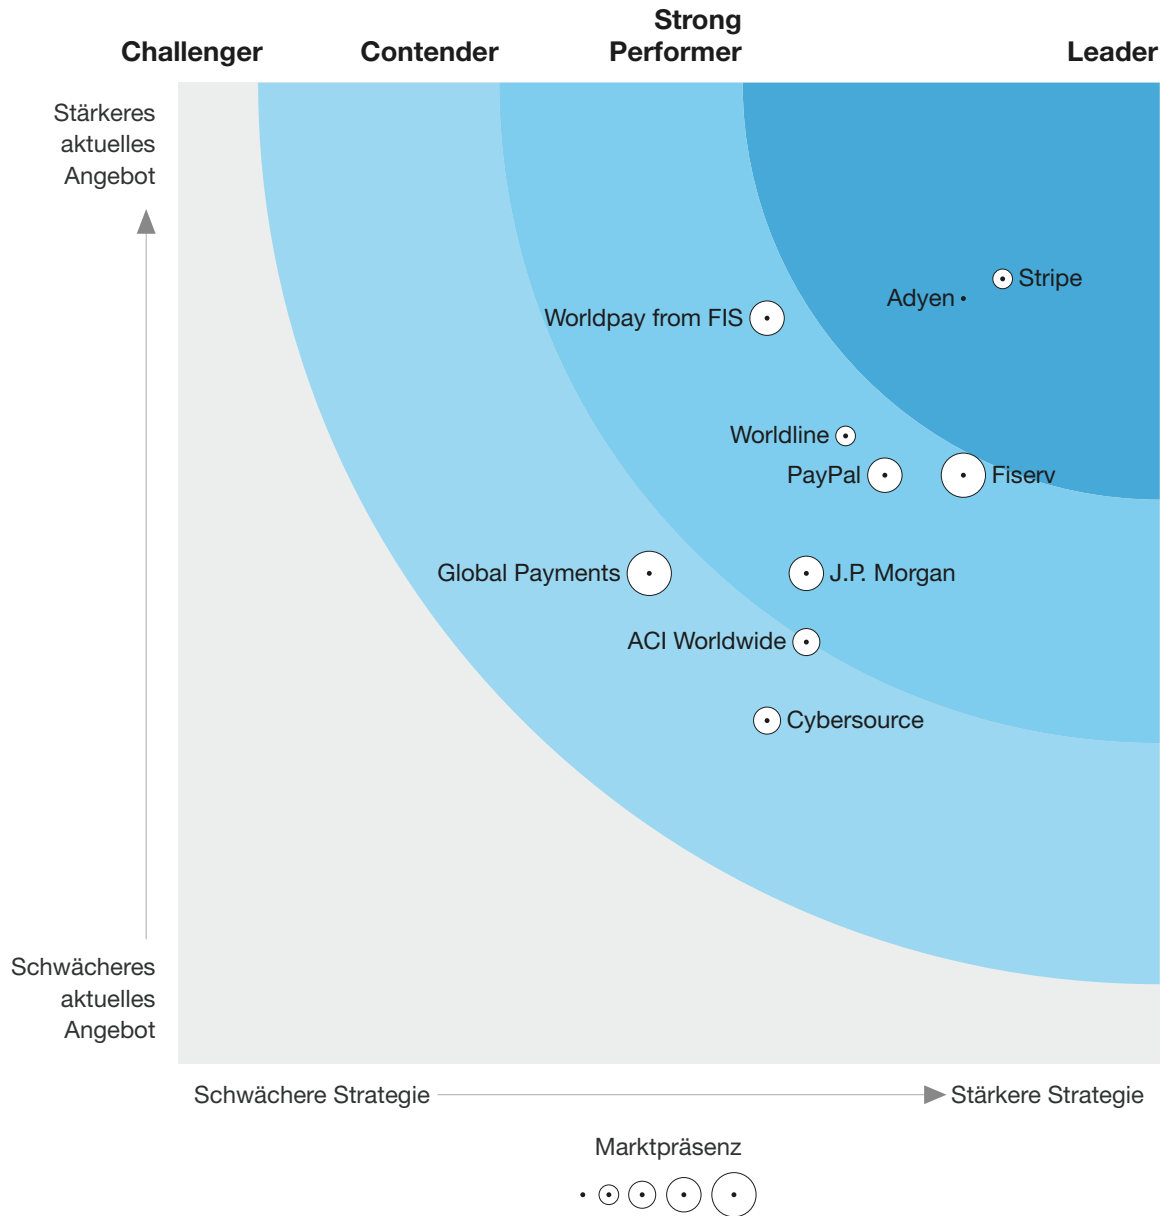 Strong
Challenger Contender Performer Leader
Stärkeres
aktuelles
Angebot
Stripe
Adyen
Worldpay from FIS
Worldline
PayPal Fiserv
Global Payments J.P. Morgan
ACI Worldwide
Cybersource
Schwächeres
aktuelles
Angebot
Schwächere Strategie Stärkere Strategie
Marktpräsenz